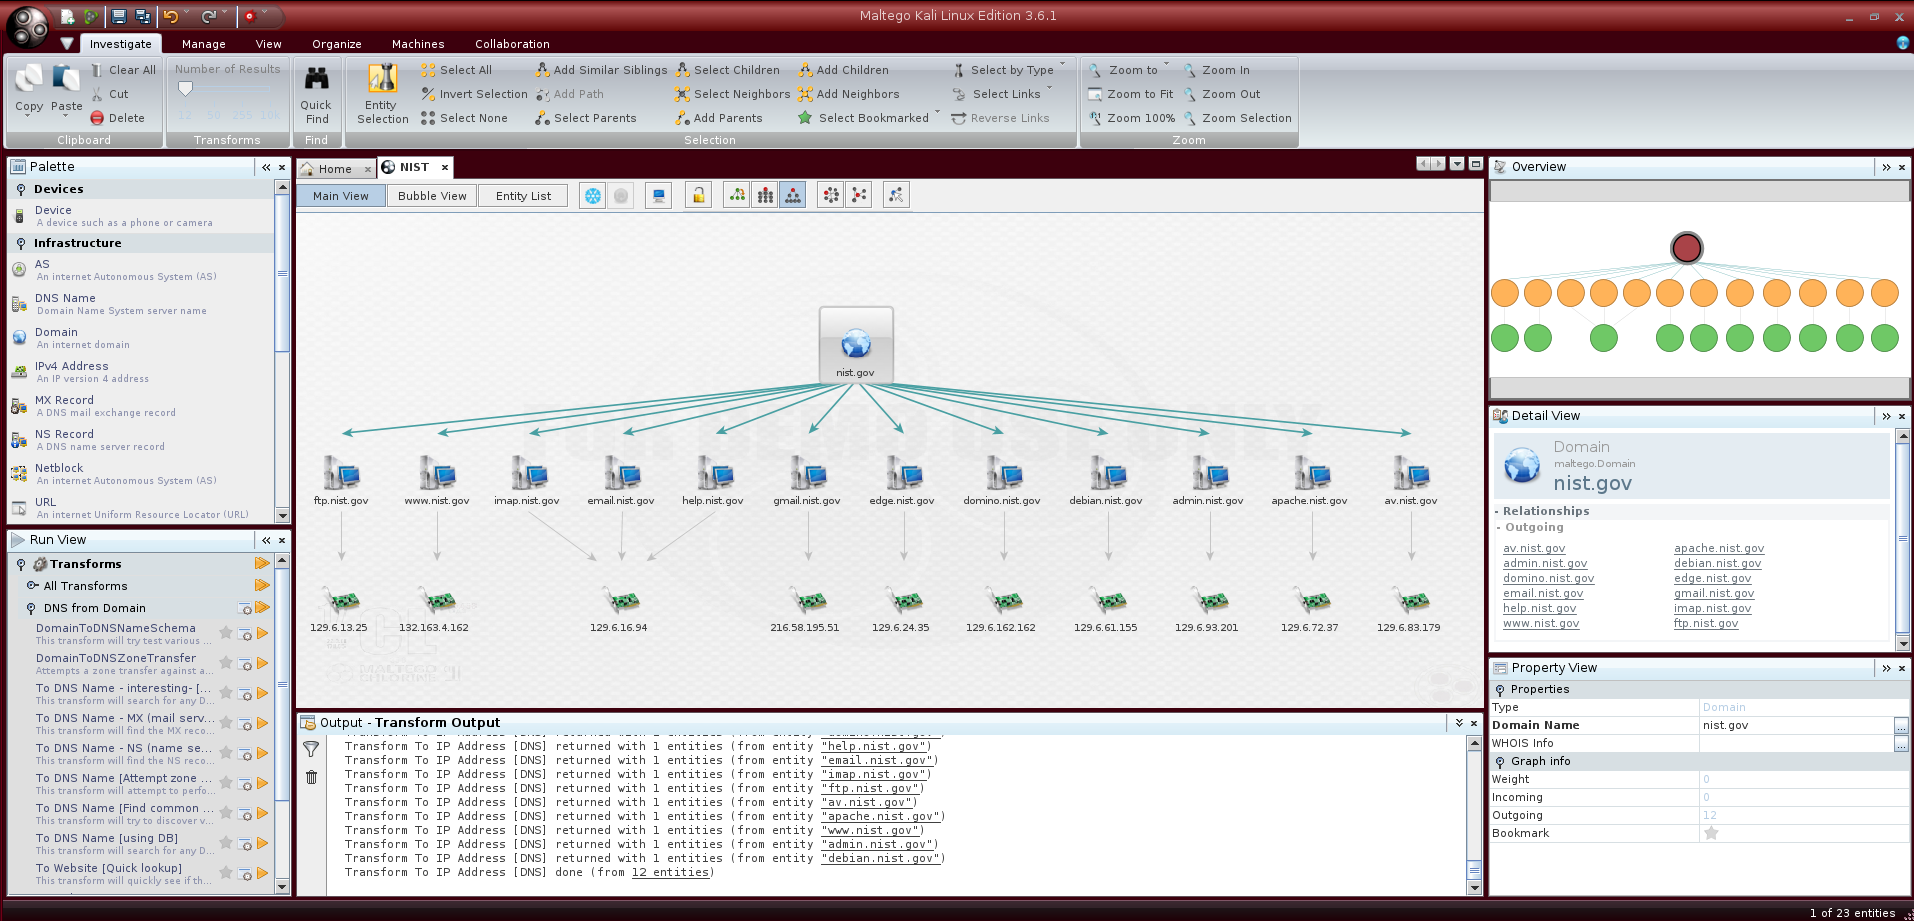 Maltego Kali Linux Edition 3.6.1
Investigate Manage View Organize Machines Collaboration
Copy
Paste
Clear All
Cut
Delete
Clipboard
Number of Results
12 50 255 10k
Transforms
Quick Find
Find
Entity Selection
Select All
Invert Selection
Select None
Add Similar Siblings
Add Path
Select Parents
Select Children
Select Neighbors
Add Parents
Add Children
Add Neighbors
Select Bookmarked
Select by Type
Select Links
Reverse Links
Selection
Zoom to
Zoom to Fit
Zoom 100%
Zoom In
Zoom Out
Zoom Selection
Zoom
Palette
Devices
Device
A device such as a phone or camera
Infrastructure
AS
An internet Autonomous System (AS)
DNS Name
Domain Name System server name
Domain
An internet domain
IPv4 Address
An IP version 4 address
MX Record
A DNS mail exchange record
NS Record
A DNS name server record
Netblock
An internet Autonomous System (AS)
URL
An internet Uniform Resource Locator (URL)
Run View
Transforms
All Transforms
DNS from Domain
DomainToDNSNameSchema
This transform will try test various ...
DomainToDNSZoneTransfer
Attempts a zone transfer against a...
To DNS Name - interesting- [...
This transform will search for any D...
To DNS Name - MX (mail serv...
This transform will find the MX reco...
To DNS Name - NS (name se...
This transform will find the NS reco...
To DNS Name [Attempt zone ...
This transform will attempt to perfo...
To DNS Name [Find common ...
This transform will try to discover v...
To DNS Name [using DB]
This transform will search for any D...
To Website [Quick lookup]
This transform will quickly see if th...
Home NIST
Main View Bubble View Entity List
nist.gov
ftp.nist.gov www.nist.gov imap.nist.gov email.nist.gov help.nist.gov gmail.nist.gov edge.nist.gov domino.nist.gov debian.nist.gov admin.nist.gov apache.nist.gov av.nist.gov
129.6.13.25 132.163.4.162 129.6.16.94 216.58.195.51 129.6.24.35 129.6.162.162 129.6.61.155 129.6.93.201 129.6.72.37 129.6.83.179
MALTEGO
CHLORINE
Output - Transform Output
Transform To IP Address [DNS] returned with 1 entities (from entity "help.nist.gov")
Transform To IP Address [DNS] returned with 1 entities (from entity "email.nist.gov")
Transform To IP Address [DNS] returned with 1 entities (from entity "imap.nist.gov")
Transform To IP Address [DNS] returned with 1 entities (from entity "ftp.nist.gov")
Transform To IP Address [DNS] returned with 1 entities (from entity "av.nist.gov")
Transform To IP Address [DNS] returned with 1 entities (from entity "apache.nist.gov")
Transform To IP Address [DNS] returned with 1 entities (from entity "www.nist.gov")
Transform To IP Address [DNS] returned with 1 entities (from entity "admin.nist.gov")
Transform To IP Address [DNS] returned with 1 entities (from entity "debian.nist.gov")
Transform To IP Address [DNS] done (from 12 entities)
Overview
Detail View
Domain
maltego.Domain
nist.gov
- Relationships
- Outgoing
av.nist.gov apache.nist.gov
admin.nist.gov debian.nist.gov
domino.nist.gov edge.nist.gov
email.nist.gov gmail.nist.gov
help.nist.gov imap.nist.gov
www.nist.gov ftp.nist.gov
Property View
Properties
Type Domain
Domain Name nist.gov ...
WHOIS Info ...
Graph info
Weight 0
Incoming 0
Outgoing 12
Bookmark
1 of 23 entities